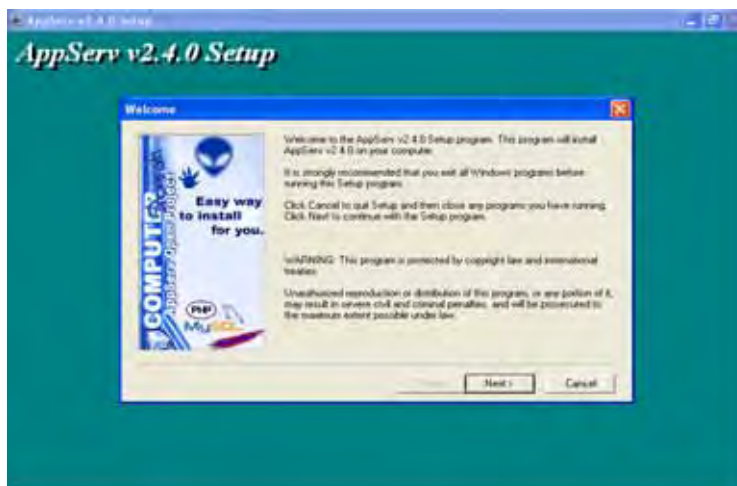 AppServ v2.4.0 Setup
AppServ v2.4.0 Setup
Welcome
Welcome to the AppServ v2.4.0 Setup program. This program will install
AppServ v2.4.0 on your computer.
It is strongly recommended that you exit all Windows programs before
running this Setup program.
Click Cancel to quit Setup and then close any programs you have running.
Click Next to continue with the Setup program.
WARNING: This program is protected by copyright law and international
treaties.
Unauthorized reproduction or distribution of this program, or any portion of it,
may result in severe civil and criminal penalties, and will be prosecuted to
the maximum extent possible under law.
Easy way
to install
for you.
AppServ Open Project
PHP
MySQL
Next >
Cancel